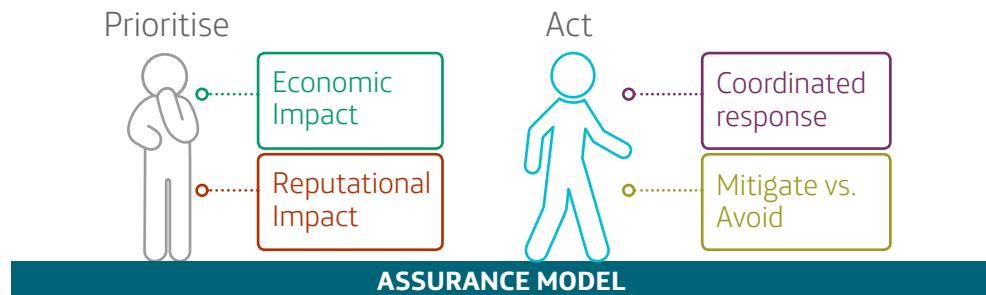 Prioritise
Economic
Impact
Reputational
Impact
Act
Coordinated
response
Mitigate vs.
Avoid
ASSURANCE MODEL